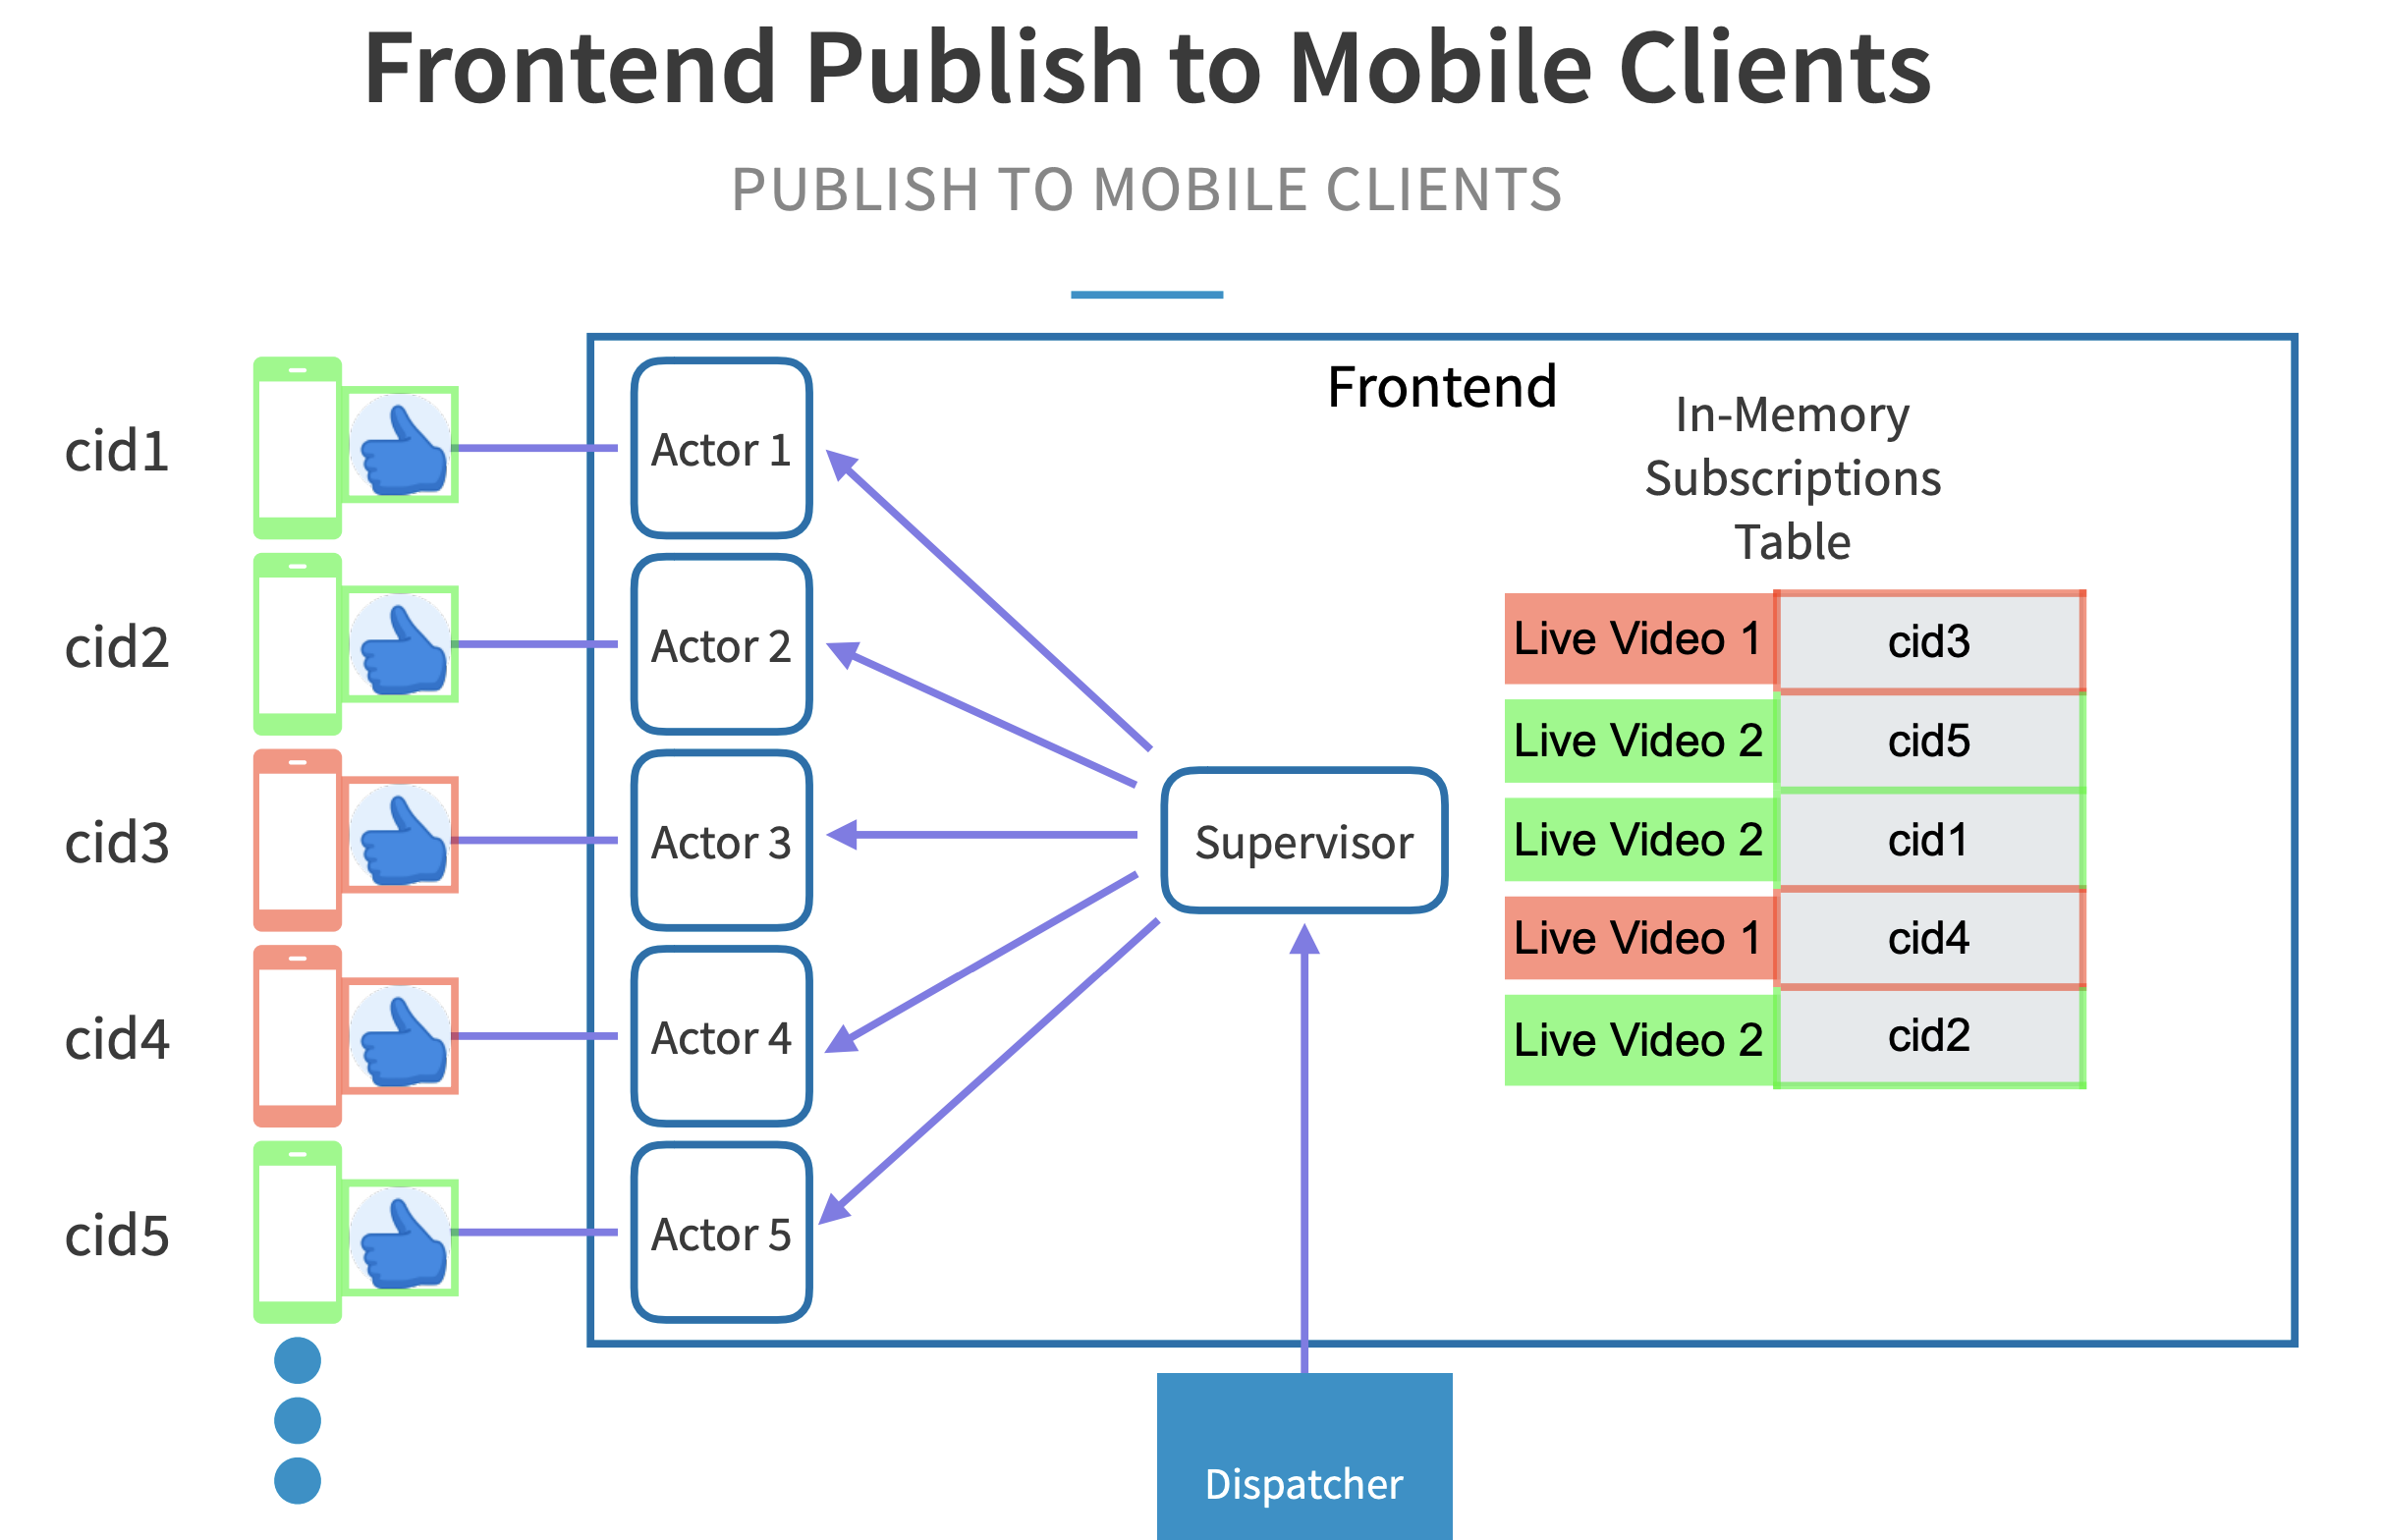 Frontend Publish to Mobile Clients
PUBLISH TO MOBILE CLIENTS
Frontend
In-Memory
Subscriptions
Table
cid1
Actor 1
cid2
Actor 2
cid3
Actor 3
cid4
Actor 4
cid5
Actor 5
Supervisor
Live Video 1 cid3
Live Video 2 cid5
Live Video 2 cid1
Live Video 1 cid4
Live Video 2 cid2
Dispatcher